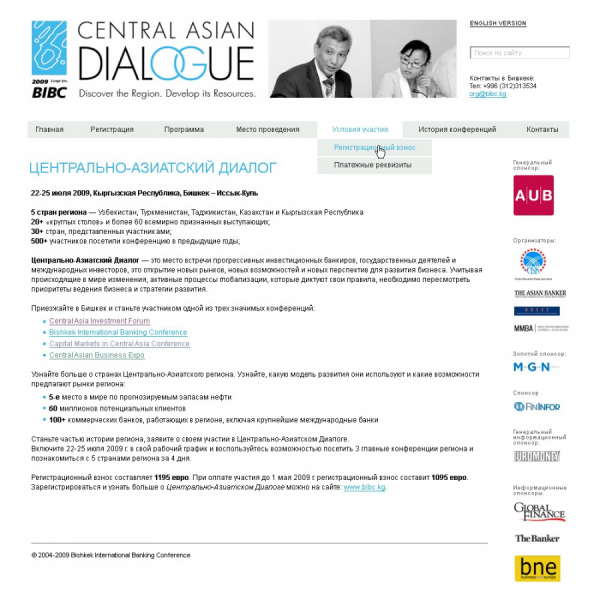 CENTRAL ASIAN
DIALOGUE
2009
BIBC
Discover the Region. Develop its Resources.
ENGLISH VERSION
Поиск по сайту
Контакты в Бишкеке:
Тел: +996 (312)313534
org@bibc.kg
Главная
Регистрация
Программа
Место проведения
Условия участия
История конференций
Контакты
Регистрационный взнос
Платежные реквизиты
ЦЕНТРАЛЬНО-АЗИАТСКИЙ ДИАЛОГ
22-25 июля 2009, Кыргызская Республика, Бишкек – Иссык-Куль
5 стран региона — Узбекистан, Туркменистан, Таджикистан, Казахстан и Кыргызская Республика
20+ «круглых столов» и более 60 всемирно признанных выступающих;
30+ стран, представленных участниками;
500+ участников посетили конференцию в предыдущие годы;
Центрально-Азиатский Диалог — это место встречи прогрессивных инвестиционных банкиров, государственных деятелей и
международных инвесторов, это открытие новых рынков, новых возможностей и новых перспектив для развития бизнеса. Учитывая
происходящие в мире изменения, активные процессы глобализации, которые диктуют свои правила, необходимо пересмотреть
приоритеты ведения бизнеса и стратегии развития.
Приезжайте в Бишкек и станьте участником одной из трех значимых конференций:
Central Asia Investment Forum
Bishkek International Banking Conference
Capital Markets in Central Asia Conference
Central Asian Business Expo
Узнайте больше о странах Центрально-Азиатского региона. Узнайте, какую модель развития они используют и какие возможности
предлагают рынки региона:
5-е место в мире по прогнозируемым запасам нефти
60 миллионов потенциальных клиентов
100+ коммерческих банков, работающих в регионе, включая крупнейшие международные банки
Станьте частью истории региона, заявите о своем участии в Центрально-Азиатском Диалоге.
Включите 22-25 июля 2009 г. в свой рабочий график и воспользуйтесь возможностью посетить 3 главные конференции региона и
познакомиться с 5 странами региона за 4 дня.
Регистрационный взнос составляет 1195 евро. При оплате участия до 1 мая 2009 г. регистрационный взнос составит 1095 евро.
Зарегистрироваться и узнать больше о Центрально-Азиатском Диалоге можно на сайте: www.bibc.kg.
© 2004-2009 Bishkek International Banking Conference
Генеральный
спонсор:
AUB
Организаторы:
THE ASIAN BANKER
MMBA
Золотой спонсор:
M·G·N
Спонсор
FININFOR
Генеральный
информационный
спонсор:
EUROMONEY
Информационные
спонсоры:
GLOBAL
FINANCE
The Banker
bne